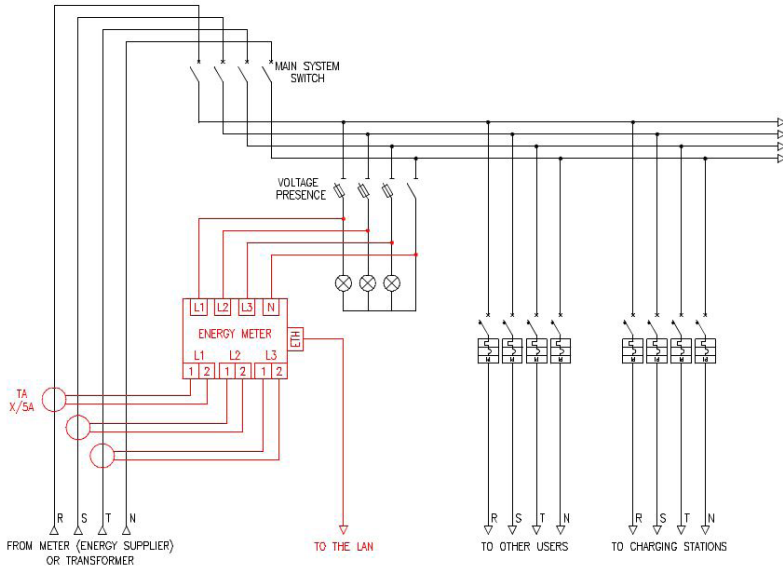 MAIN SYSTEM
SWITCH
VOLTAGE
PRESENCE
L1 L2 L3 N
ENERGY METER
ETH
L1 L2 L3
1 2 1 2 1 2
TA
X/5A
R S T N
FROM METER (ENERGY SUPPLIER)
OR TRANSFORMER
TO THE LAN
R S T N
TO OTHER USERS
R S T N
TO CHARGING STATIONS